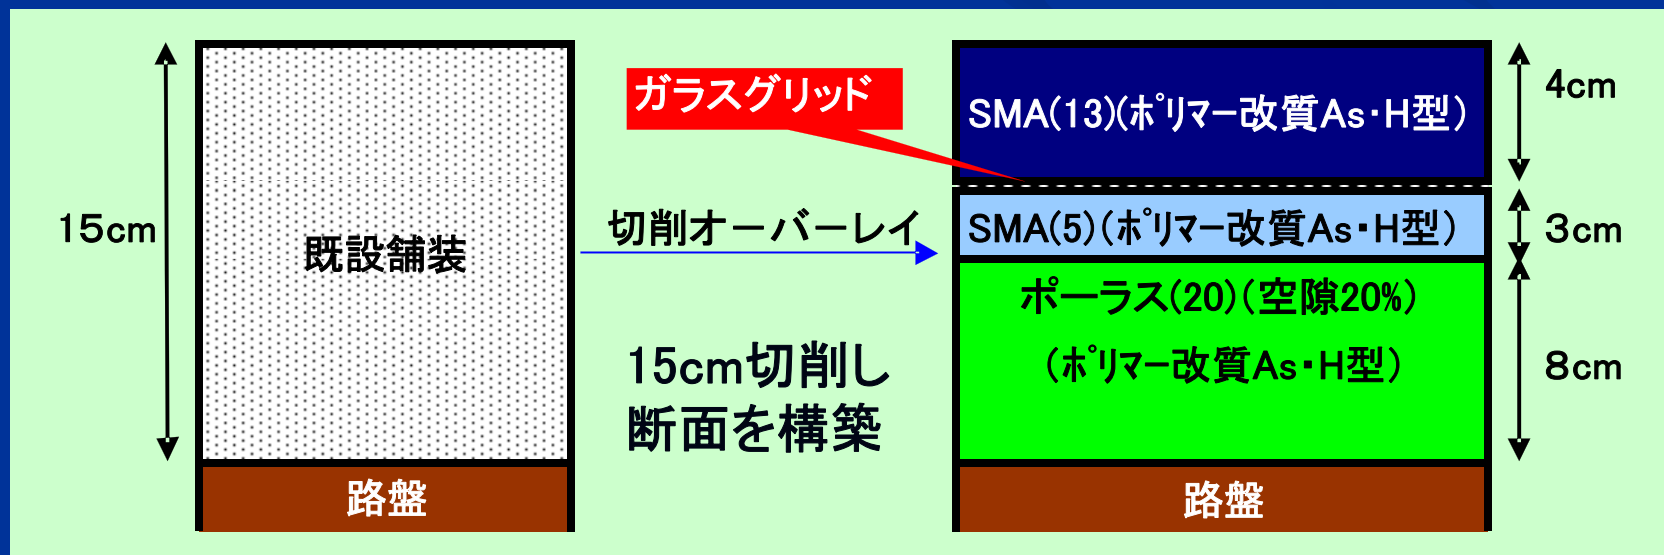 15cm
既設舗装
路盤
ガラスグリッド
切削オーバーレイ
15cm切削し
断面を構築
SMA(13)(ﾎﾟﾘﾏｰ改質As・H型)
SMA(5)(ﾎﾟﾘﾏｰ改質As・H型)
ポーラス(20)(空隙20%)
(ﾎﾟﾘﾏｰ改質As・H型)
路盤
4cm
3cm
8cm